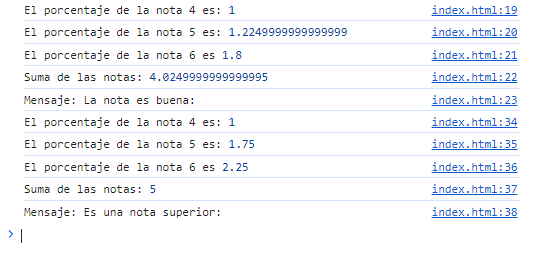 El porcentaje de la nota 4 es: 1 index.html:19
El porcentaje de la nota 5 es: 1.2249999999999999 index.html:20
El porcentaje de la nota 6 es 1.8 index.html:21
Suma de las notas: 4.0249999999999995 index.html:22
Mensaje: La nota es buena: index.html:23
El porcentaje de la nota 4 es: 1 index.html:34
El porcentaje de la nota 5 es: 1.75 index.html:35
El porcentaje de la nota 6 es 2.25 index.html:36
Suma de las notas: 5 index.html:37
Mensaje: Es una nota superior: index.html:38